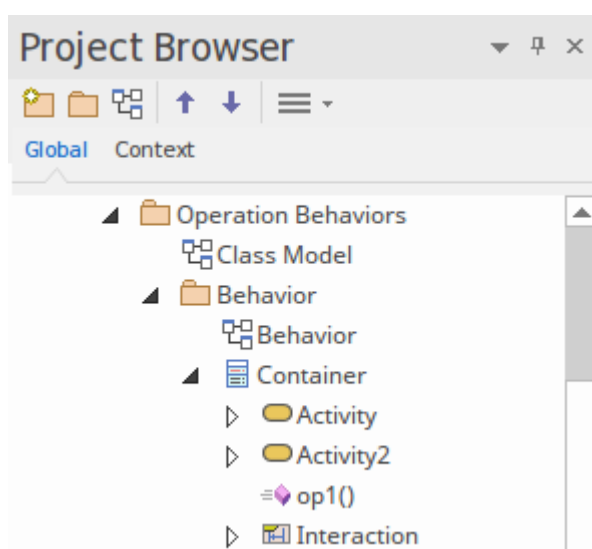 Project Browser
Global Context
Operation Behaviors
Class Model
Behavior
Behavior
Container
Activity
Activity2
op1()
Interaction